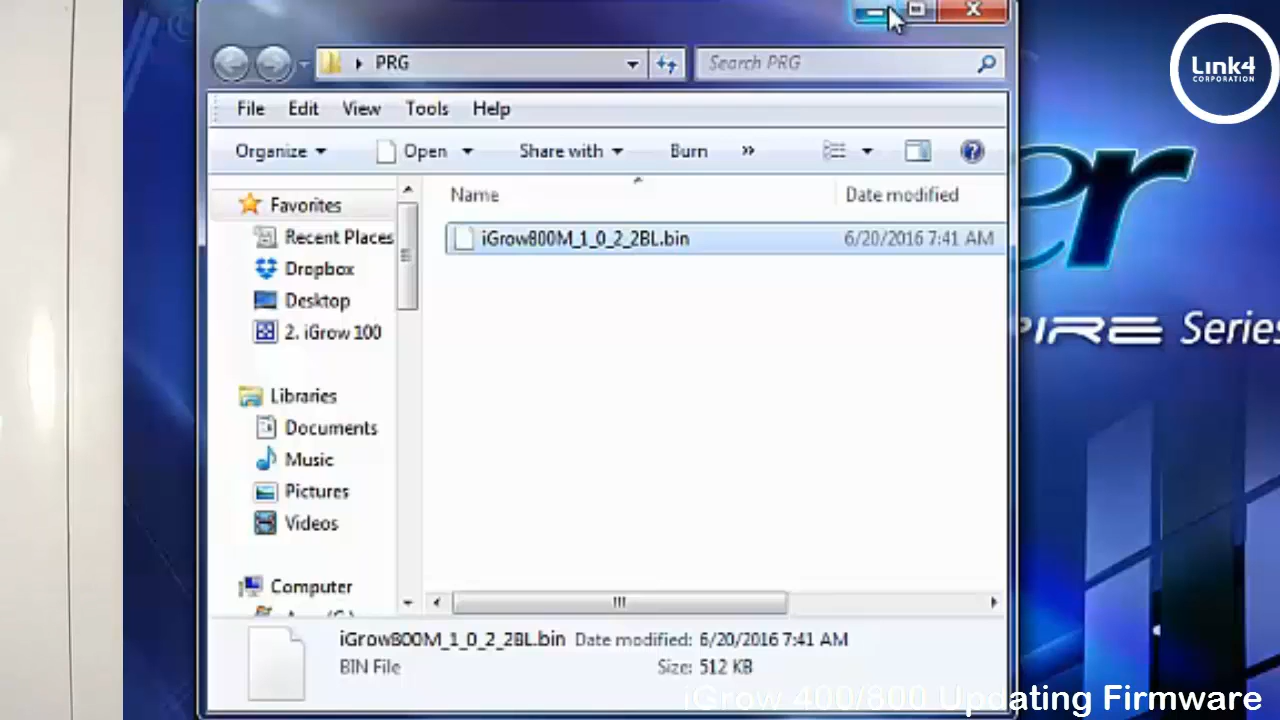 PRG
Search PRG
Link4
CORPORATION
File Edit View Tools Help
Organize Open Share with Burn »
Name Date modified
Favorites
iGrow800M_1_0_2_2BL.bin 6/20/2016 7:41 AM
Recent Places
Dropbox
Desktop
2. iGrow 100
Libraries
Documents
Music
Pictures
Videos
Computer
Series
iGrow800M_1_0_2_2BL.bin Date modified: 6/20/2016 7:41 AM
BIN File Size: 512 KB
iGrow 400/800 Updating Firmware